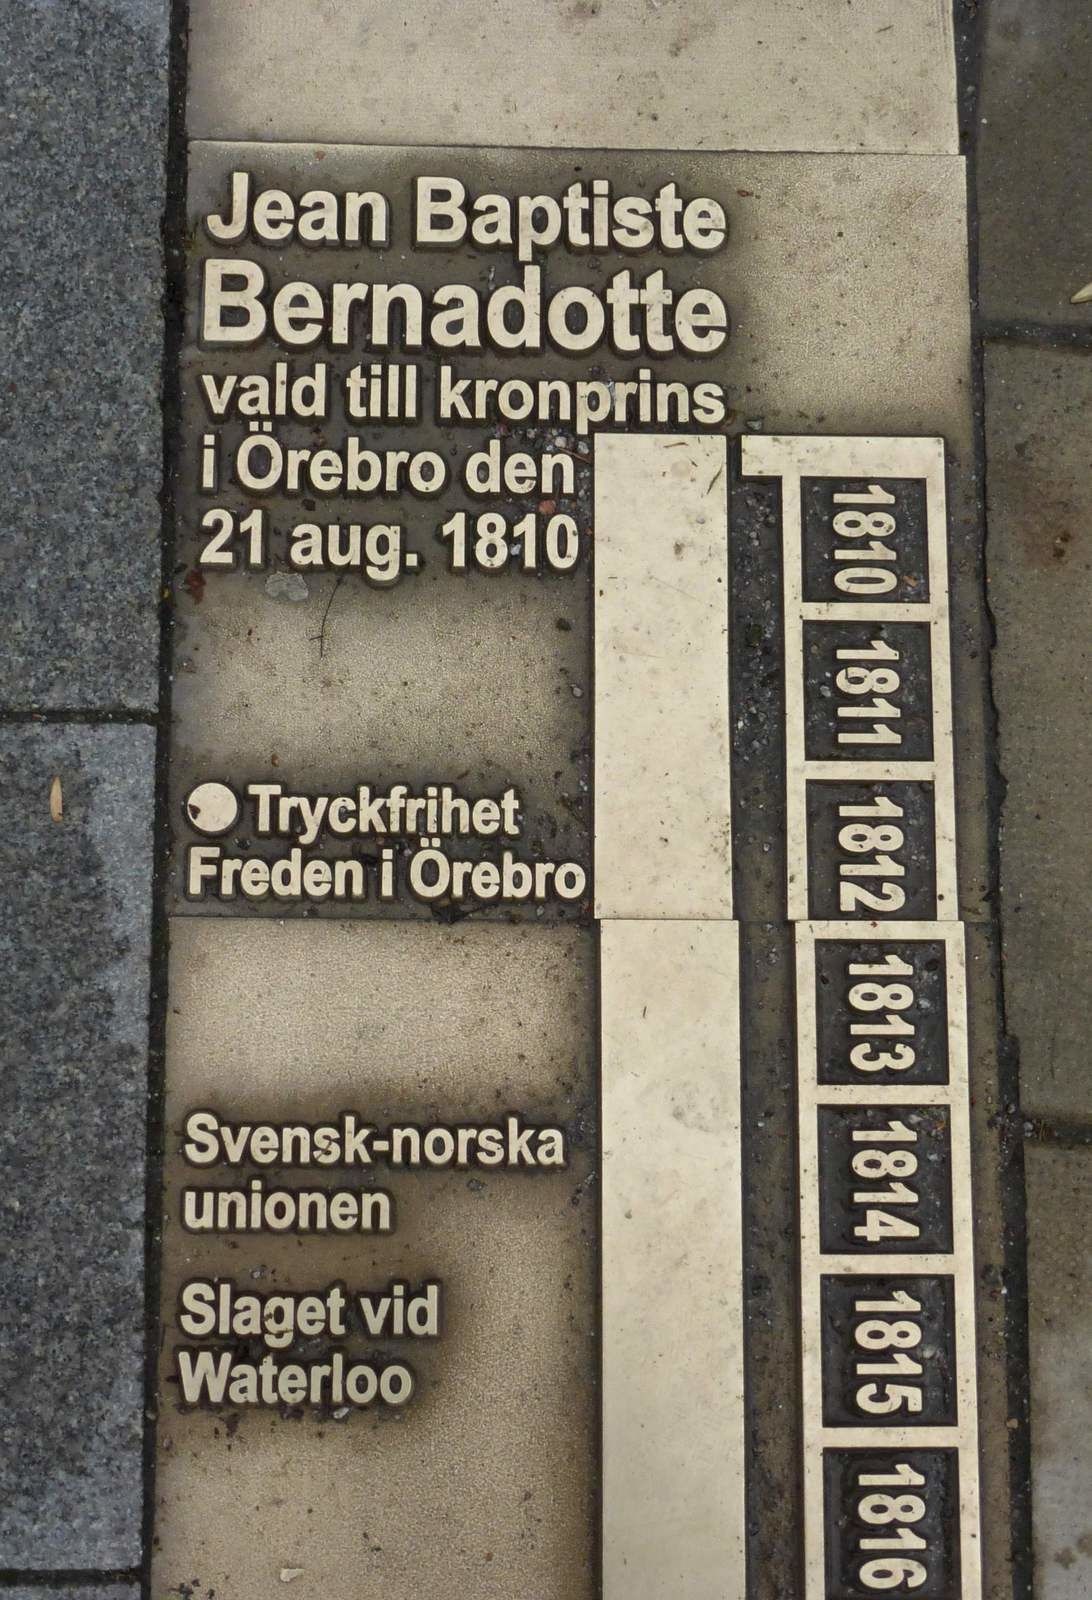 Jean Baptiste
Bernadotte
vald till kronprins
i Örebro den
21 aug. 1810
Tryckfrihet
Freden i Örebro
Svensk-norska
unionen
Slaget vid
Waterloo
1810
1811
1812
1813
1814
1815
1816